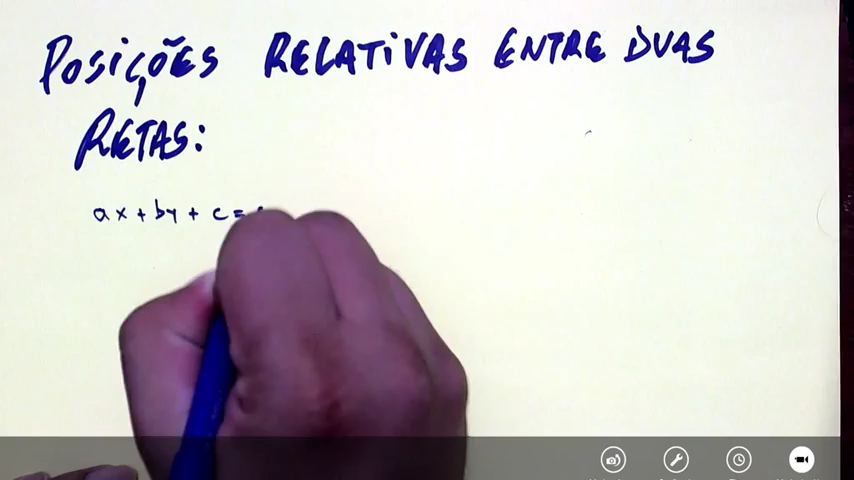 POSIÇÕES RELATIVAS ENTRE DUAS
RETAS:
ax + by + c =